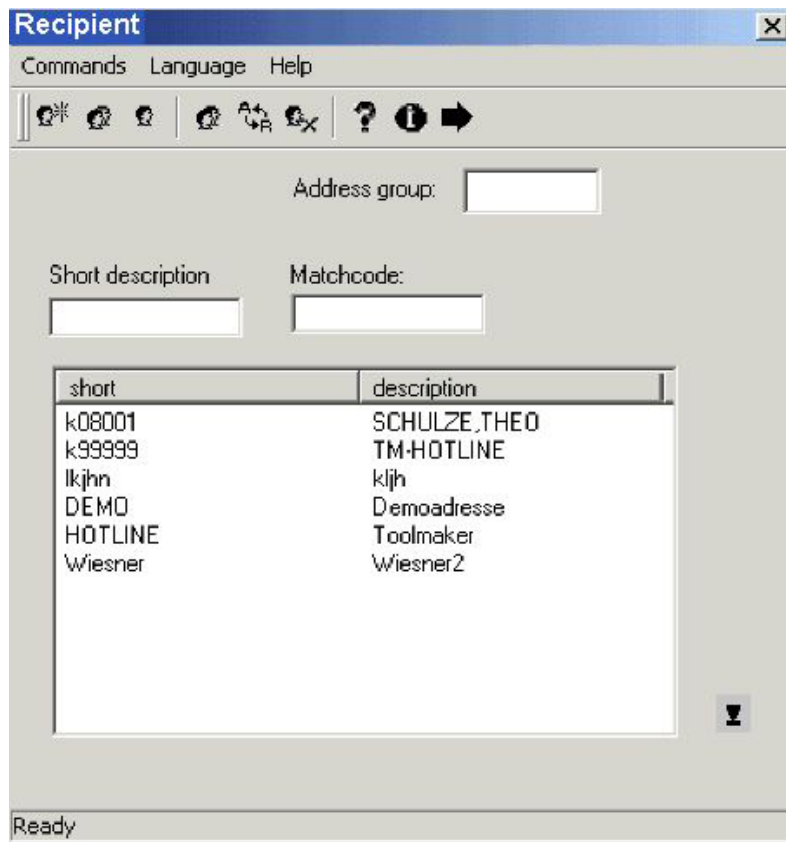 Recipient
Commands Language Help
Address group:
Short description Matchcode:
short description
k08001 SCHULZE,THEO
k99999 TM-HOTLINE
lkjhn kljh
DEMO Demoadresse
HOTLINE Toolmaker
Wiesner Wiesner2
Ready